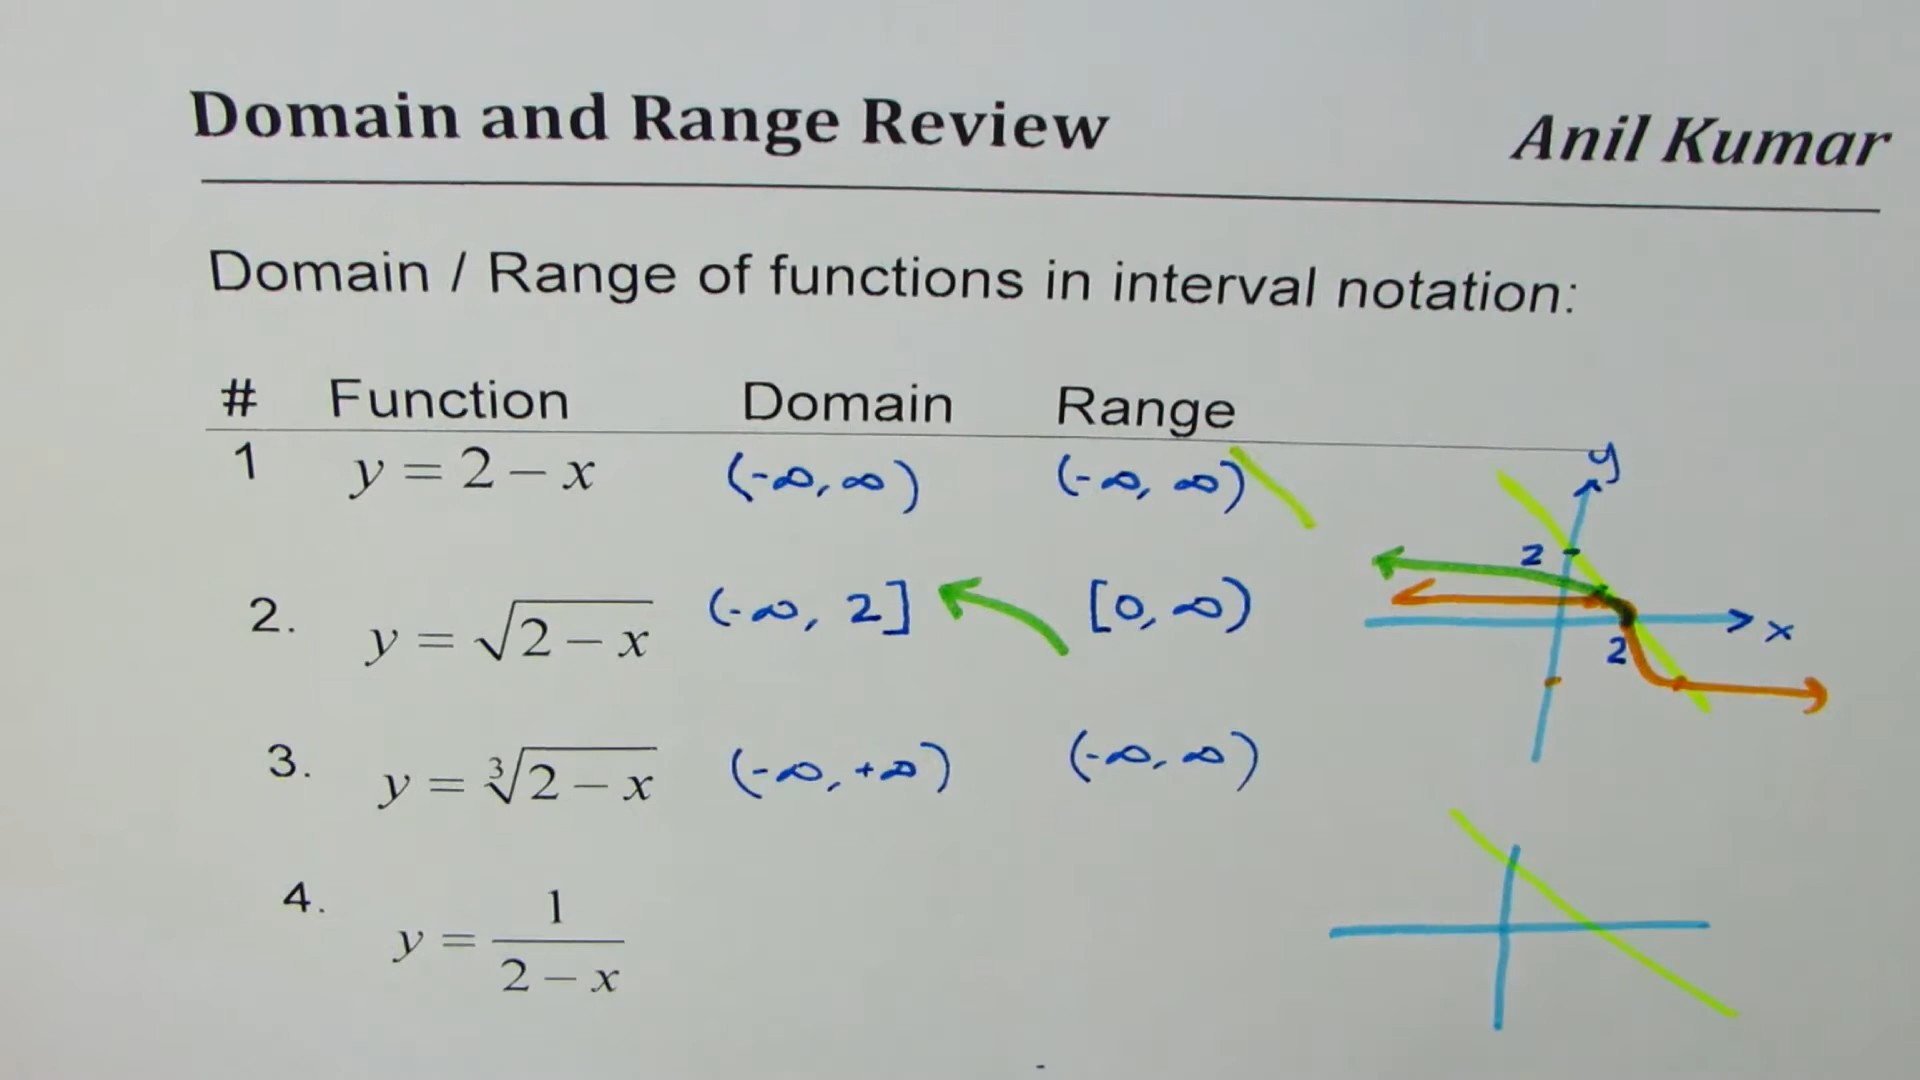 Domain and Range Review Anil Kumar
Domain / Range of functions in interval notation:
# Function Domain Range
1 y = 2 − x (-∞, ∞) (-∞, ∞)
2. y = √(2 − x) (-∞, 2] [0, ∞)
3. y = ∛(2 − x) (-∞, +∞) (-∞, ∞)
4. y = 1/(2 − x)
y
2
x
2